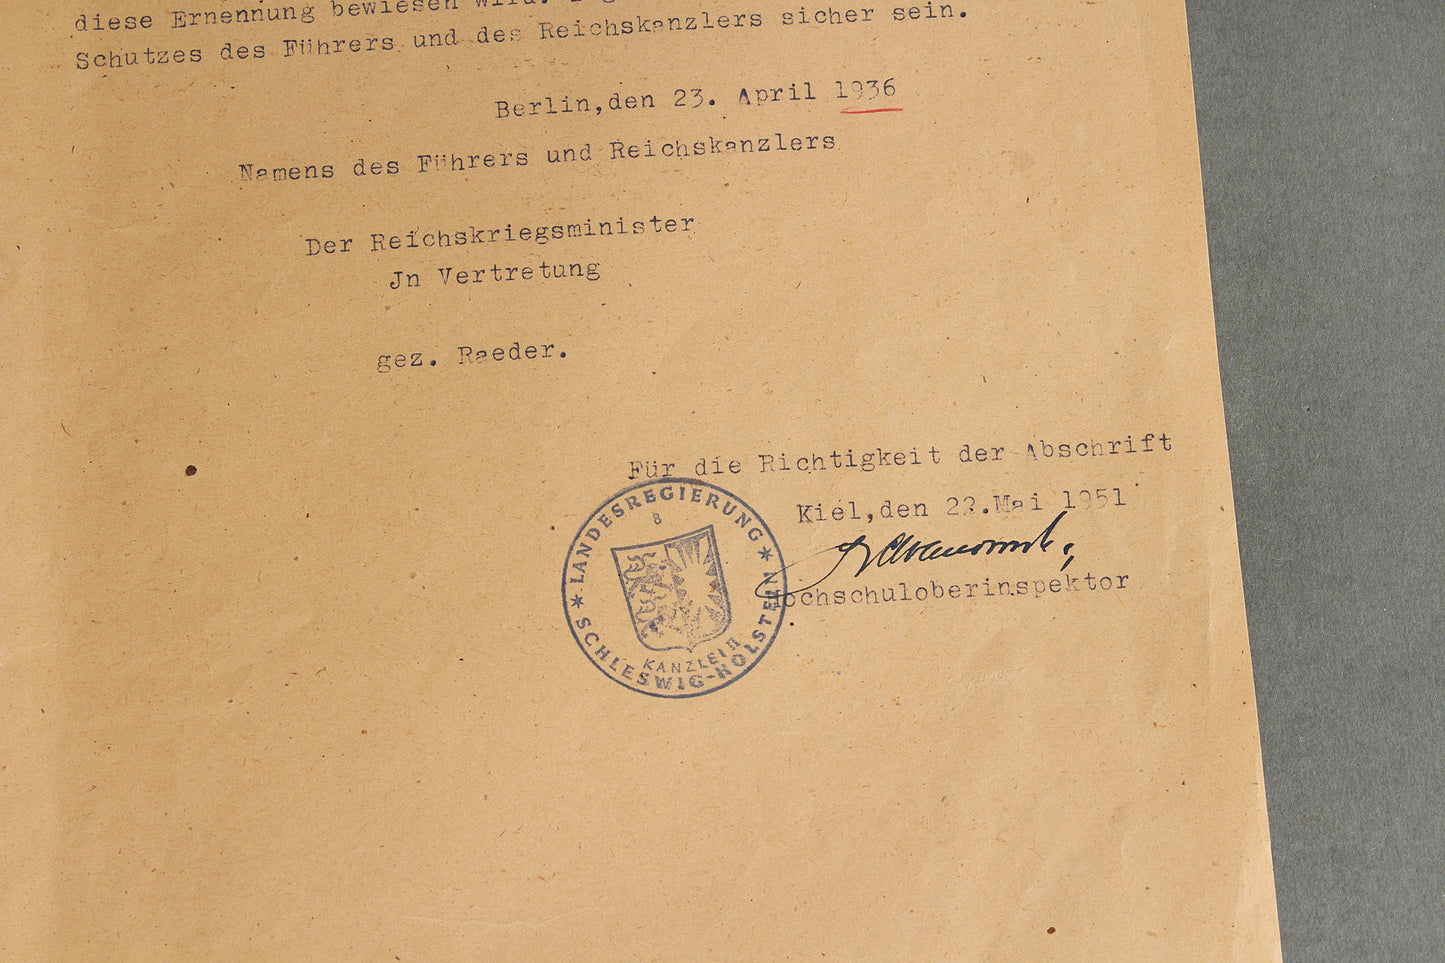 diese Ernennung bewiesen wird.
Schutzes des Führers und des Reichskanzlers sicher sein.
Berlin,den 23. April 1936
Namens des Führers und Reichskanzlers
Der Reichskriegsminister
Jn Vertretung
gez. Raeder.
Für die Richtigkeit der Abschrift
Kiel,den 22.Mai 1951
Hochschuloberinspektor
LANDESREGIERUNG
8
KANZLEI
SCHLESWIG-HOLSTEIN